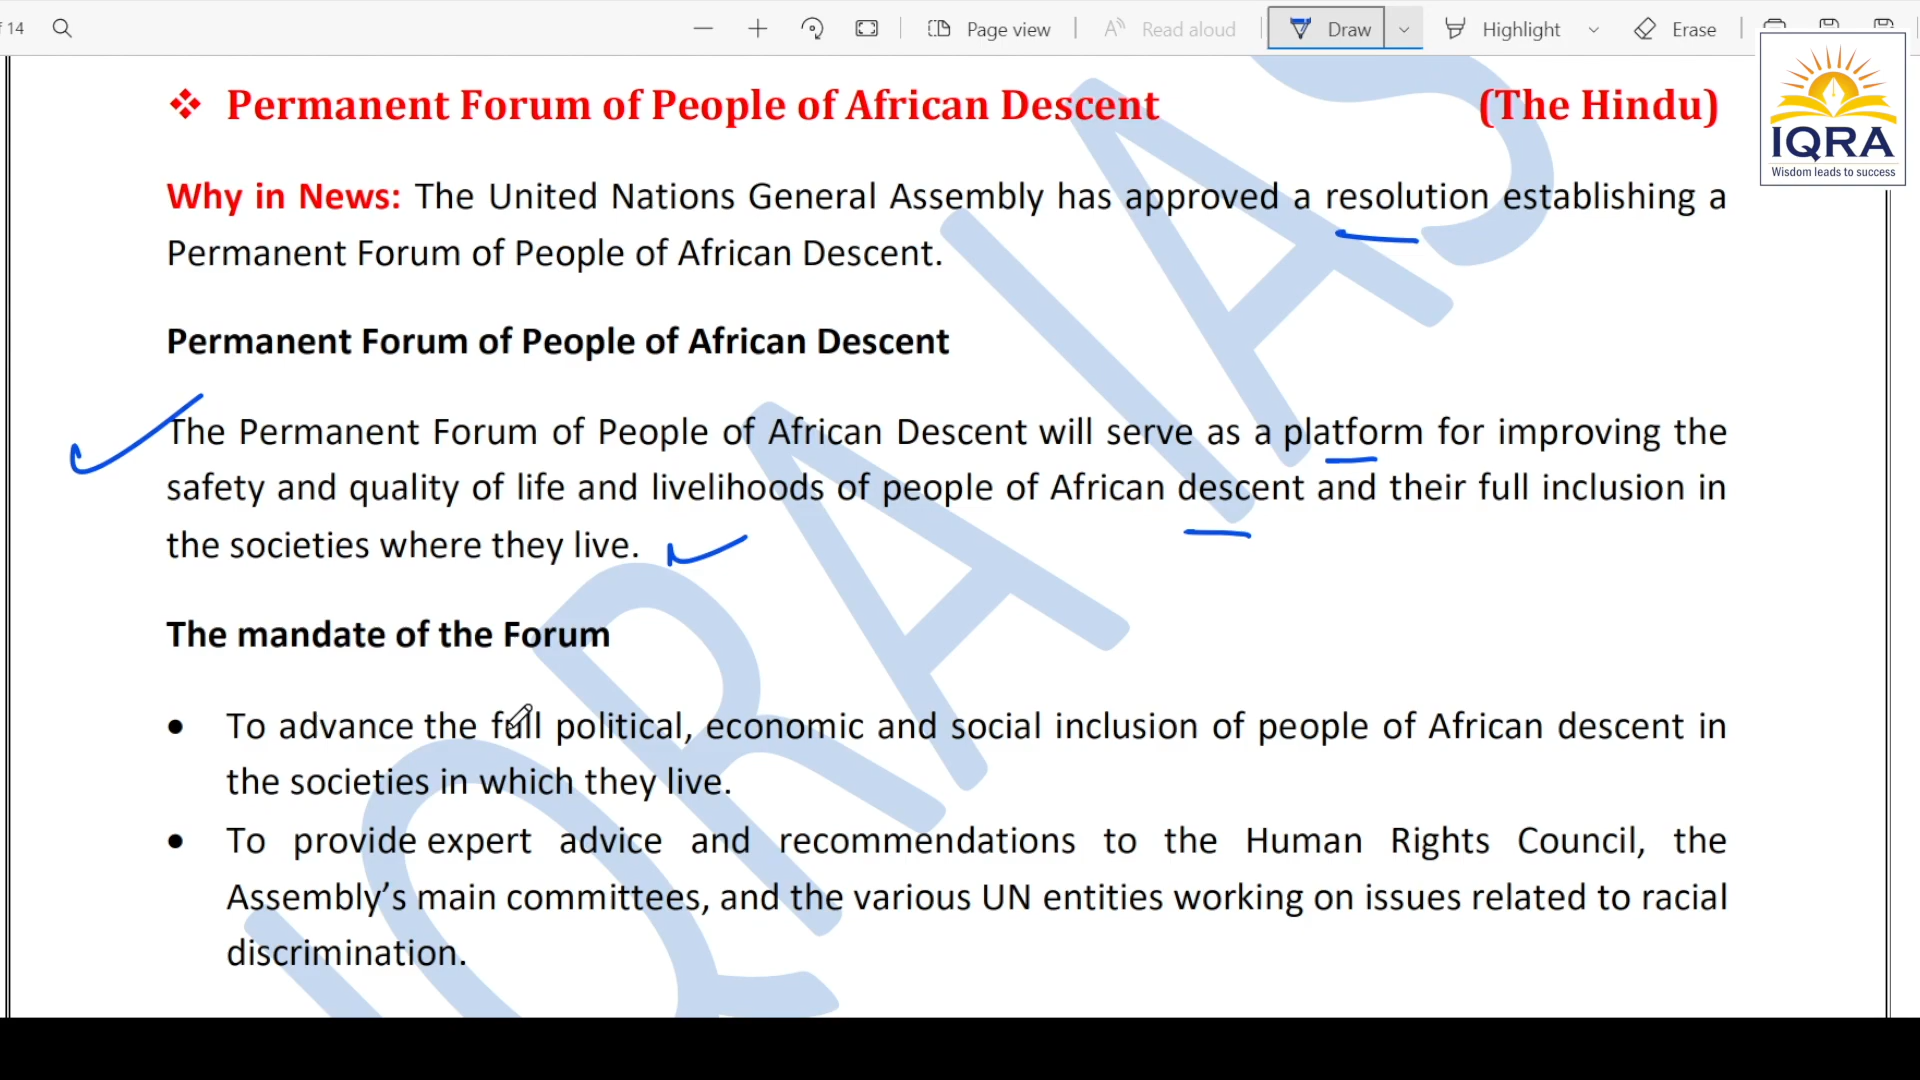 f 14
Page view
Read aloud
Draw
Highlight
Erase
❖ Permanent Forum of People of African Descent (The Hindu)
IQRA
Wisdom leads to success
Why in News: The United Nations General Assembly has approved a resolution establishing a
Permanent Forum of People of African Descent.
Permanent Forum of People of African Descent
The Permanent Forum of People of African Descent will serve as a platform for improving the
safety and quality of life and livelihoods of people of African descent and their full inclusion in
the societies where they live.
The mandate of the Forum
• To advance the full political, economic and social inclusion of people of African descent in
the societies in which they live.
• To provide expert advice and recommendations to the Human Rights Council, the
Assembly’s main committees, and the various UN entities working on issues related to racial
discrimination.
IQRA IAS